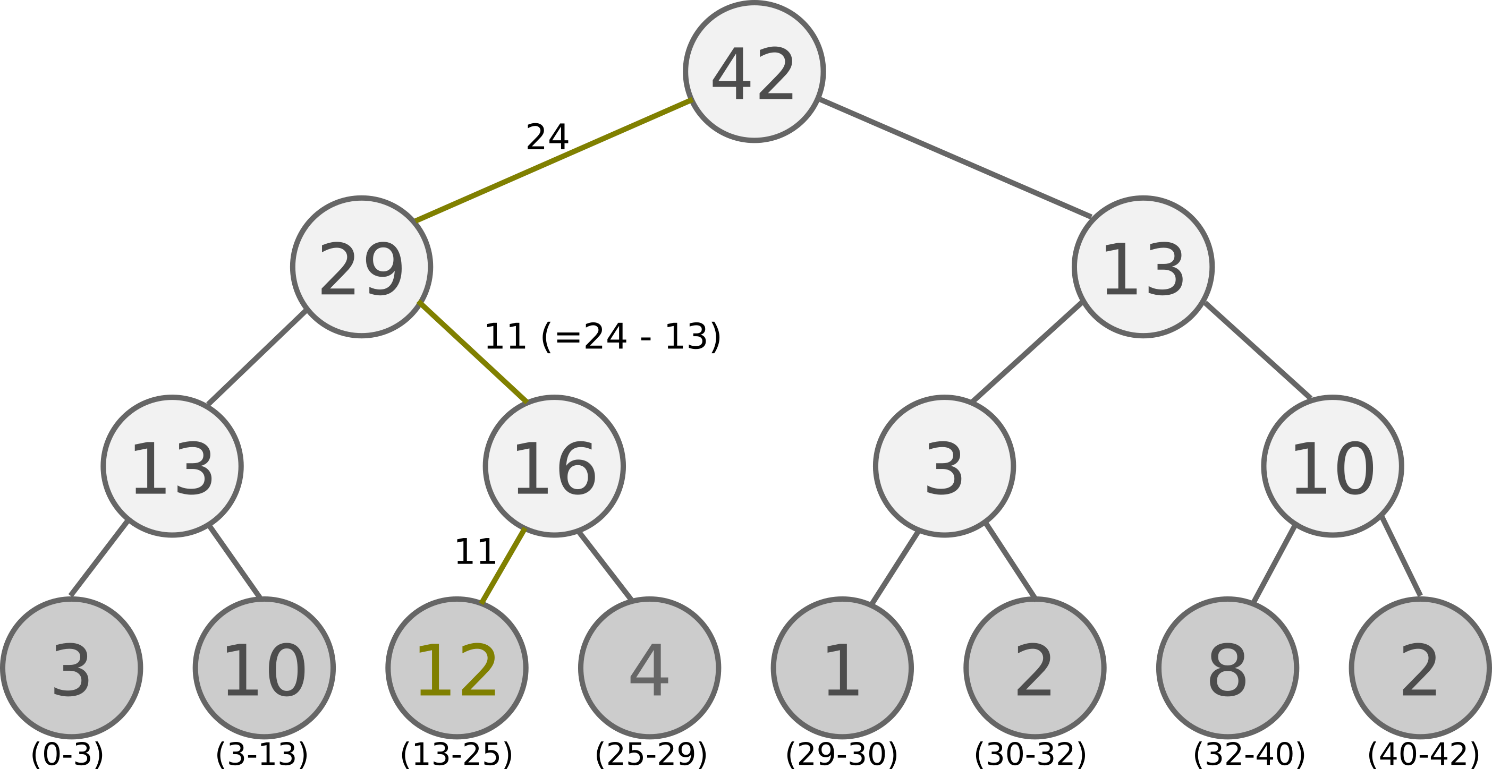 42
24
29 13
11 (=24 - 13)
13 16 3 10
11
3 10 12 4 1 2 8 2
(0-3) (3-13) (13-25) (25-29) (29-30) (30-32) (32-40) (40-42)